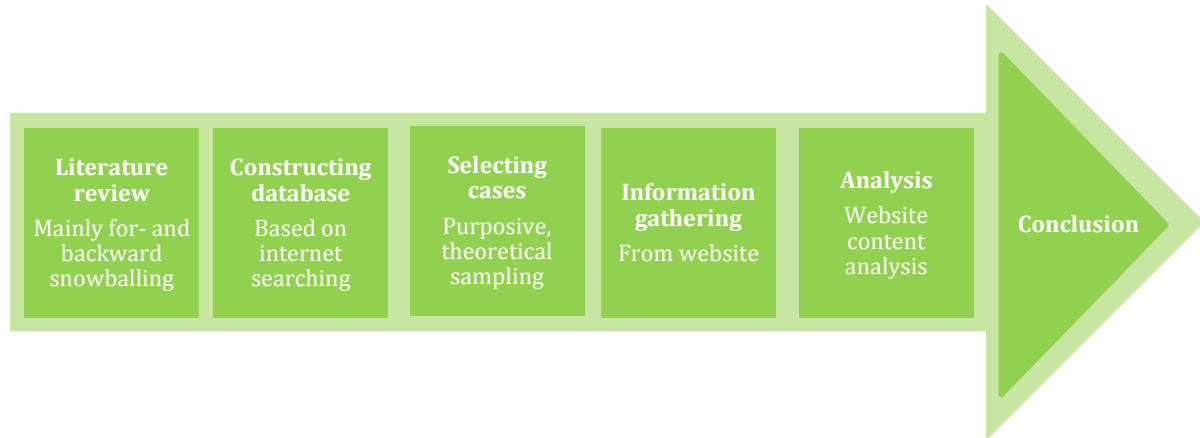 Literature
review
Mainly for- and
backward
snowballing
Constructing
database
Based on
internet
searching
Selecting
cases
Purposive,
theoretical
sampling
Information
gathering
From website
Analysis
Website
content
analysis
Conclusion